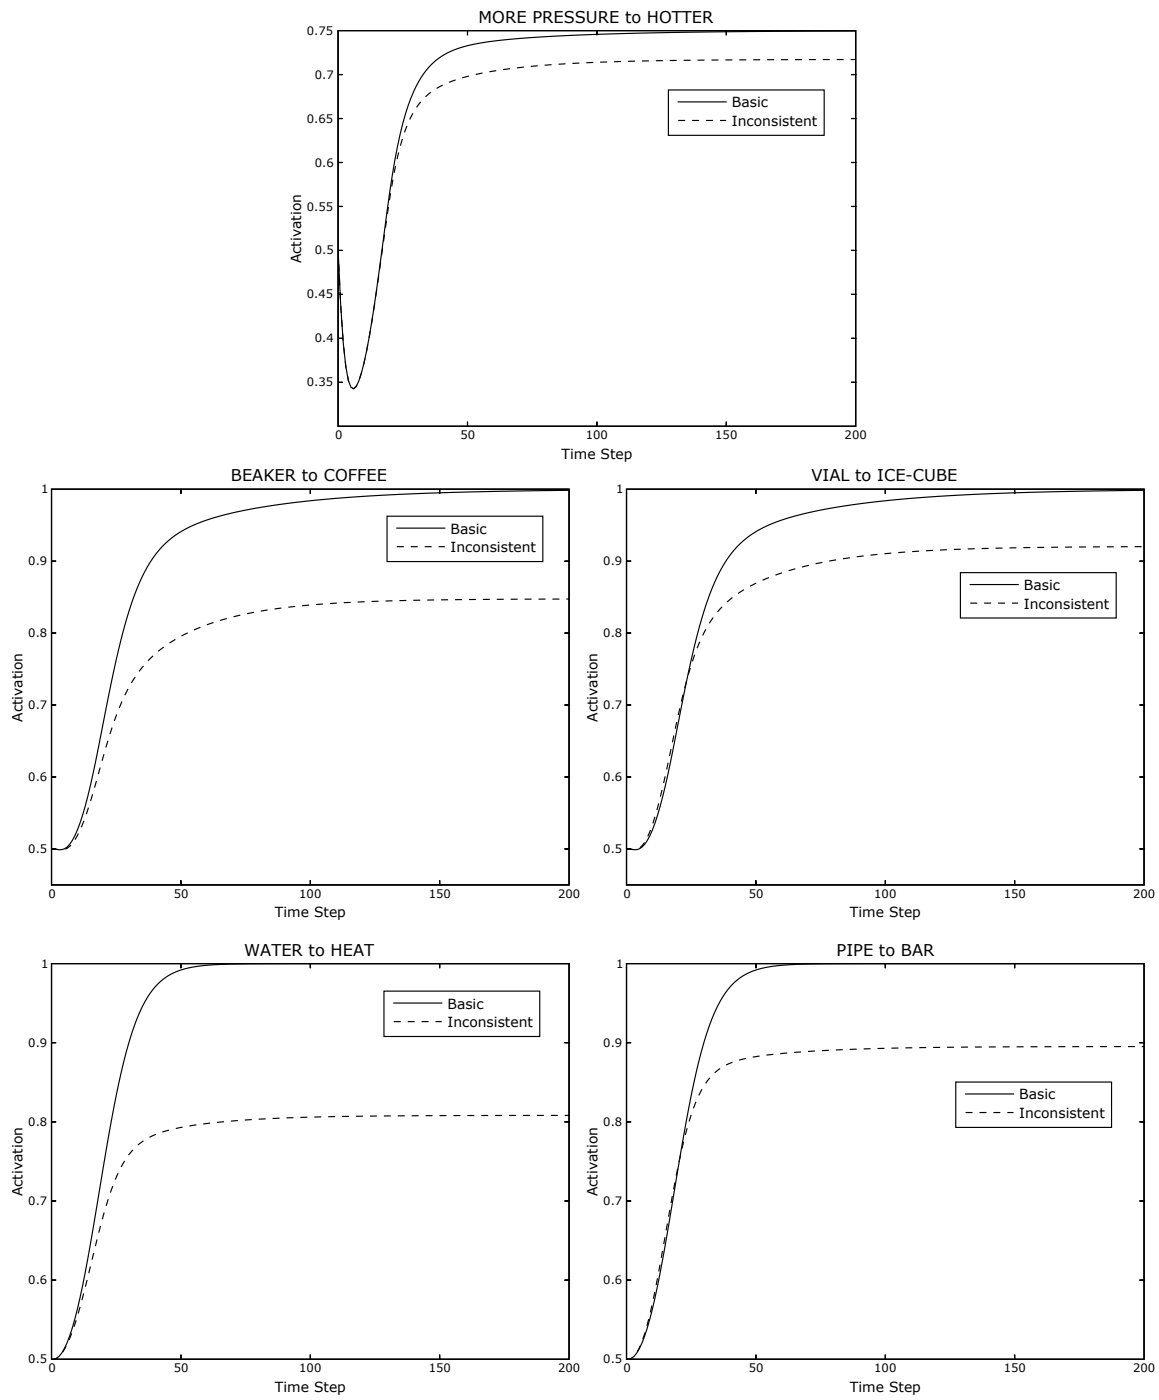 MORE PRESSURE to HOTTER
0.75
0.7
0.65
0.6
0.55
0.5
0.45
0.4
0.35
Activation
Basic
Inconsistent
0 50 100 150 200
Time Step
BEAKER to COFFEE
1
0.9
0.8
0.7
0.6
0.5
Activation
Basic
Inconsistent
0 50 100 150 200
Time Step
VIAL to ICE-CUBE
1
0.9
0.8
0.7
0.6
0.5
Activation
Basic
Inconsistent
0 50 100 150 200
Time Step
WATER to HEAT
1
0.9
0.8
0.7
0.6
0.5
Activation
Basic
Inconsistent
0 50 100 150 200
Time Step
PIPE to BAR
1
0.9
0.8
0.7
0.6
0.5
Activation
Basic
Inconsistent
0 50 100 150 200
Time Step